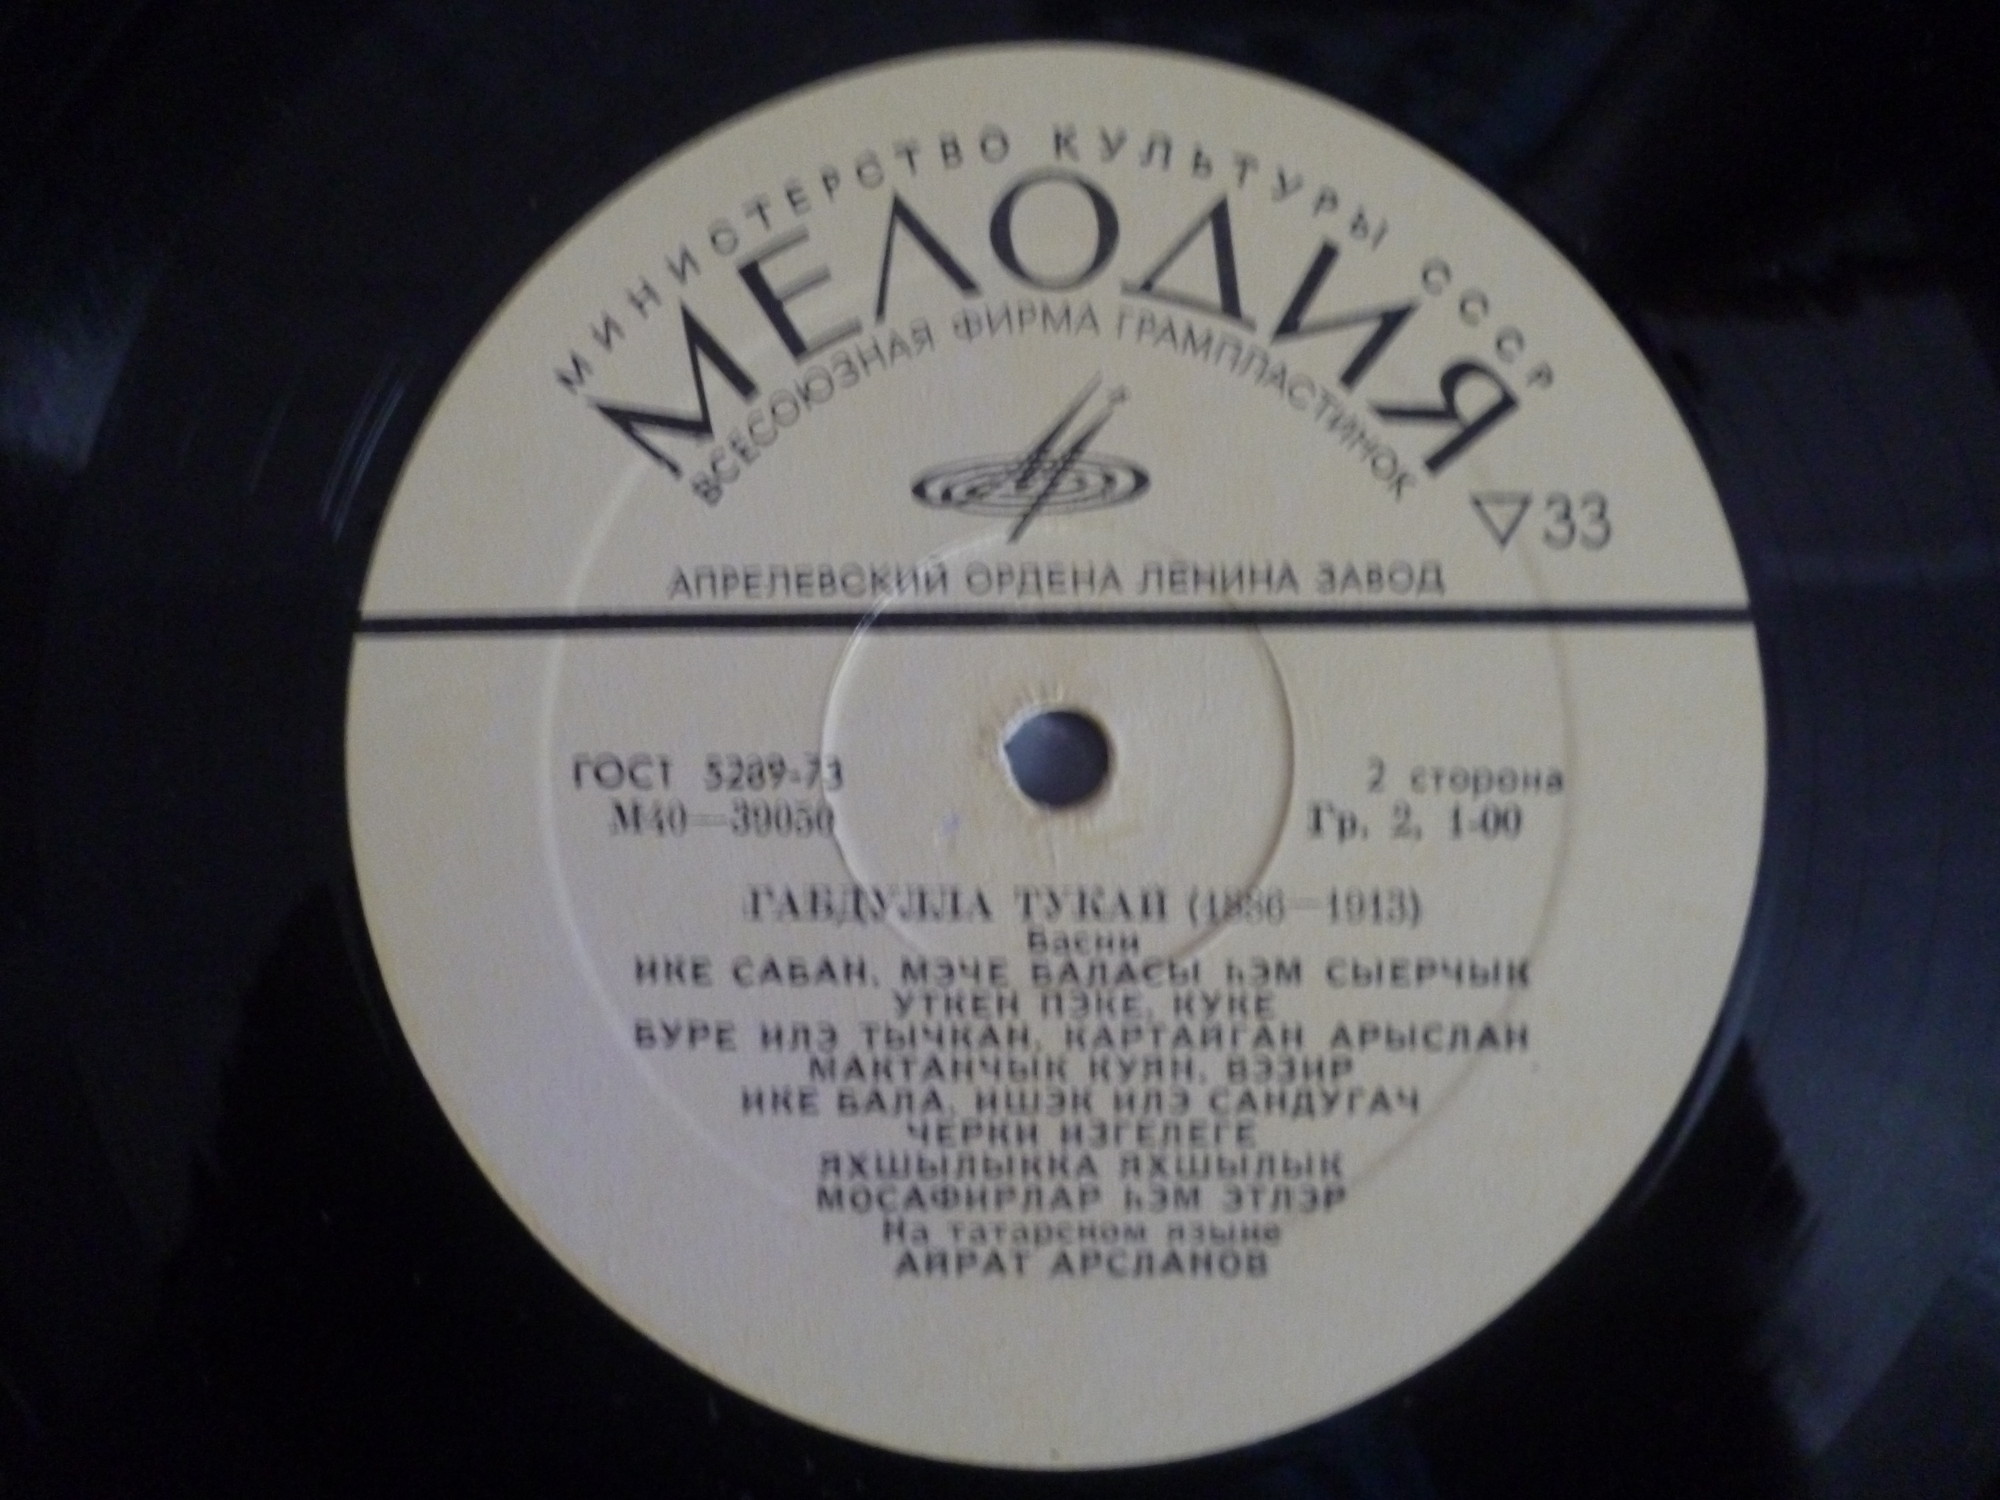 МИНИСТЕРСТВО КУЛЬТУРЫ СССР
МЕЛОДИЯ
ВСЕСОЮЗНАЯ ФИРМА ГРАМПЛАСТИНОК
33
АПРЕЛЕВСКИЙ ОРДЕНА ЛЕНИНА ЗАВОД
ГОСТ 5289-73
2 сторона
М40—39050
Гр. 2, 1-00
ГАБДУЛЛА ТУКАЙ (1886—1913)
Басни
ИКЕ САБАН, МЭЧЕ БАЛАСЫ ҺЭМ СЫЕРЧЫК
УТКЕН ПЭКЕ, КУКЕ
БУРЕ ИЛЭ ТЫЧКАН, КАРТАЙГАН АРЫСЛАН
МАКТАНЧЫК КУЯН, ВЭЗИР
ИКЕ БАЛА, ИШЭК ИЛЭ САНДУГАЧ
ЧЕРКИ ИЗГЕЛЕГЕ
ЯХШЫЛЫККА ЯХШЫЛЫК
МОСАФИРЛАР ҺЭМ ЭТЛЭР
На татарском языке
АЙРАТ АРСЛАНОВ